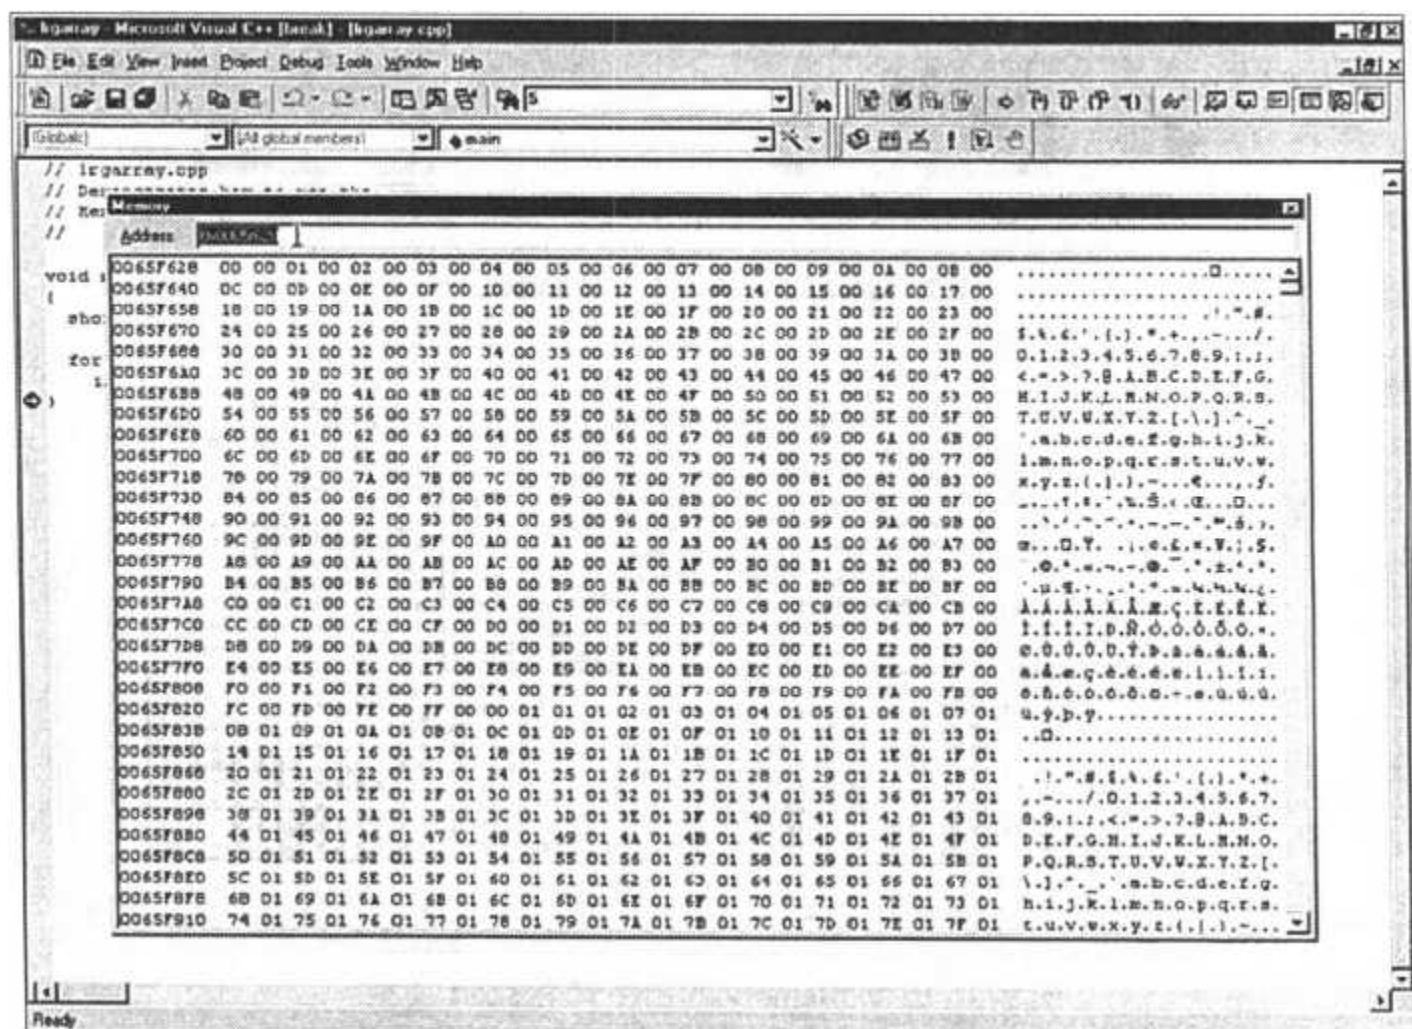 lrgarray - Microsoft Visual C++ [break] - [lrgarray.cpp]
File Edit View Insert Project Debug Tools Window Help
5
(Globals) (All global members) main
// lrgarray.cpp
//
//
//
void
{
sho
for
i
}
Memory
Address:
0065F628 00 00 01 00 02 00 03 00 04 00 05 00 06 00 07 00 08 00 09 00 0A 00 0B 00
0065F640 0C 00 0D 00 0E 00 0F 00 10 00 11 00 12 00 13 00 14 00 15 00 16 00 17 00
0065F658 18 00 19 00 1A 00 1B 00 1C 00 1D 00 1E 00 1F 00 20 00 21 00 22 00 23 00
0065F670 24 00 25 00 26 00 27 00 28 00 29 00 2A 00 2B 00 2C 00 2D 00 2E 00 2F 00
0065F688 30 00 31 00 32 00 33 00 34 00 35 00 36 00 37 00 38 00 39 00 3A 00 3B 00 0.1.2.3.4.5.6.7.8.9.:.;.
0065F6A0 3C 00 3D 00 3E 00 3F 00 40 00 41 00 42 00 43 00 44 00 45 00 46 00 47 00 <.=.>.?.@.A.B.C.D.E.F.G.
0065F6B8 48 00 49 00 4A 00 4B 00 4C 00 4D 00 4E 00 4F 00 50 00 51 00 52 00 53 00 H.I.J.K.L.M.N.O.P.Q.R.S.
0065F6D0 54 00 55 00 56 00 57 00 58 00 59 00 5A 00 5B 00 5C 00 5D 00 5E 00 5F 00 T.U.V.W.X.Y.Z.[.\.].^._.
0065F6E8 60 00 61 00 62 00 63 00 64 00 65 00 66 00 67 00 68 00 69 00 6A 00 6B 00 `.a.b.c.d.e.f.g.h.i.j.k.
0065F700 6C 00 6D 00 6E 00 6F 00 70 00 71 00 72 00 73 00 74 00 75 00 76 00 77 00 l.m.n.o.p.q.r.s.t.u.v.w.
0065F718 78 00 79 00 7A 00 7B 00 7C 00 7D 00 7E 00 7F 00 80 00 81 00 82 00 83 00
0065F730 84 00 85 00 86 00 87 00 88 00 89 00 8A 00 8B 00 8C 00 8D 00 8E 00 8F 00
0065F748 90 00 91 00 92 00 93 00 94 00 95 00 96 00 97 00 98 00 99 00 9A 00 9B 00
0065F760 9C 00 9D 00 9E 00 9F 00 A0 00 A1 00 A2 00 A3 00 A4 00 A5 00 A6 00 A7 00
0065F778 A8 00 A9 00 AA 00 AB 00 AC 00 AD 00 AE 00 AF 00 B0 00 B1 00 B2 00 B3 00
0065F790 B4 00 B5 00 B6 00 B7 00 B8 00 B9 00 BA 00 BB 00 BC 00 BD 00 BE 00 BF 00
0065F7A8 C0 00 C1 00 C2 00 C3 00 C4 00 C5 00 C6 00 C7 00 C8 00 C9 00 CA 00 CB 00
0065F7C0 CC 00 CD 00 CE 00 CF 00 D0 00 D1 00 D2 00 D3 00 D4 00 D5 00 D6 00 D7 00
0065F7D8 D8 00 D9 00 DA 00 DB 00 DC 00 DD 00 DE 00 DF 00 E0 00 E1 00 E2 00 E3 00
0065F7F0 E4 00 E5 00 E6 00 E7 00 E8 00 E9 00 EA 00 EB 00 EC 00 ED 00 EE 00 EF 00
0065F808 F0 00 F1 00 F2 00 F3 00 F4 00 F5 00 F6 00 F7 00 F8 00 F9 00 FA 00 FB 00
0065F820 FC 00 FD 00 FE 00 FF 00 00 01 01 01 02 01 03 01 04 01 05 01 06 01 07 01
0065F838 08 01 09 01 0A 01 0B 01 0C 01 0D 01 0E 01 0F 01 10 01 11 01 12 01 13 01
0065F850 14 01 15 01 16 01 17 01 18 01 19 01 1A 01 1B 01 1C 01 1D 01 1E 01 1F 01
0065F868 20 01 21 01 22 01 23 01 24 01 25 01 26 01 27 01 28 01 29 01 2A 01 2B 01
0065F880 2C 01 2D 01 2E 01 2F 01 30 01 31 01 32 01 33 01 34 01 35 01 36 01 37 01 ,.-.../.0.1.2.3.4.5.6.7.
0065F898 38 01 39 01 3A 01 3B 01 3C 01 3D 01 3E 01 3F 01 40 01 41 01 42 01 43 01 8.9.:.;.<.=.>.?.@.A.B.C.
0065F8B0 44 01 45 01 46 01 47 01 48 01 49 01 4A 01 4B 01 4C 01 4D 01 4E 01 4F 01 D.E.F.G.H.I.J.K.L.M.N.O.
0065F8C8 50 01 51 01 52 01 53 01 54 01 55 01 56 01 57 01 58 01 59 01 5A 01 5B 01 P.Q.R.S.T.U.V.W.X.Y.Z.[.
0065F8E0 5C 01 5D 01 5E 01 5F 01 60 01 61 01 62 01 63 01 64 01 65 01 66 01 67 01 \.].^._.`.a.b.c.d.e.f.g.
0065F8F8 68 01 69 01 6A 01 6B 01 6C 01 6D 01 6E 01 6F 01 70 01 71 01 72 01 73 01 h.i.j.k.l.m.n.o.p.q.r.s.
0065F910 74 01 75 01 76 01 77 01 78 01 79 01 7A 01 7B 01 7C 01 7D 01 7E 01 7F 01 t.u.v.w.x.y.z.{.|.}.~...
Ready